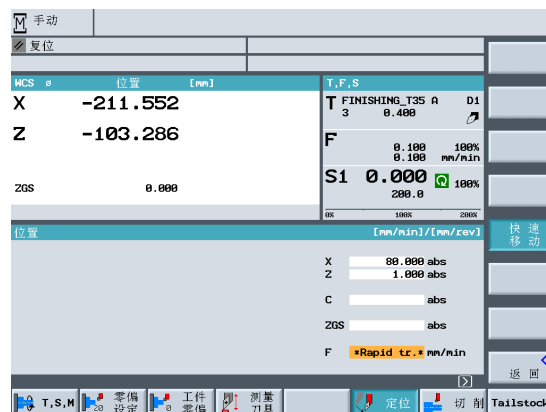 M 手动
复位
WCS ø 位置 [mm]
X -211.552
Z -103.286
ZGS 0.000
T,F,S
T FINISHING_T35 A D1
3 0.400
F 0.100 100%
0.100 mm/min
S1 0.000 100%
200.0
0% 100% 200%
位置 [mm/min]/[mm/rev]
X 80.000 abs
Z 1.000 abs
C abs
ZGS abs
F *Rapid tr.* mm/min
快速
移动
返回
T,S,M
零偏
设定
工件
零偏
测量
刀具
定位
切削
Tailstock